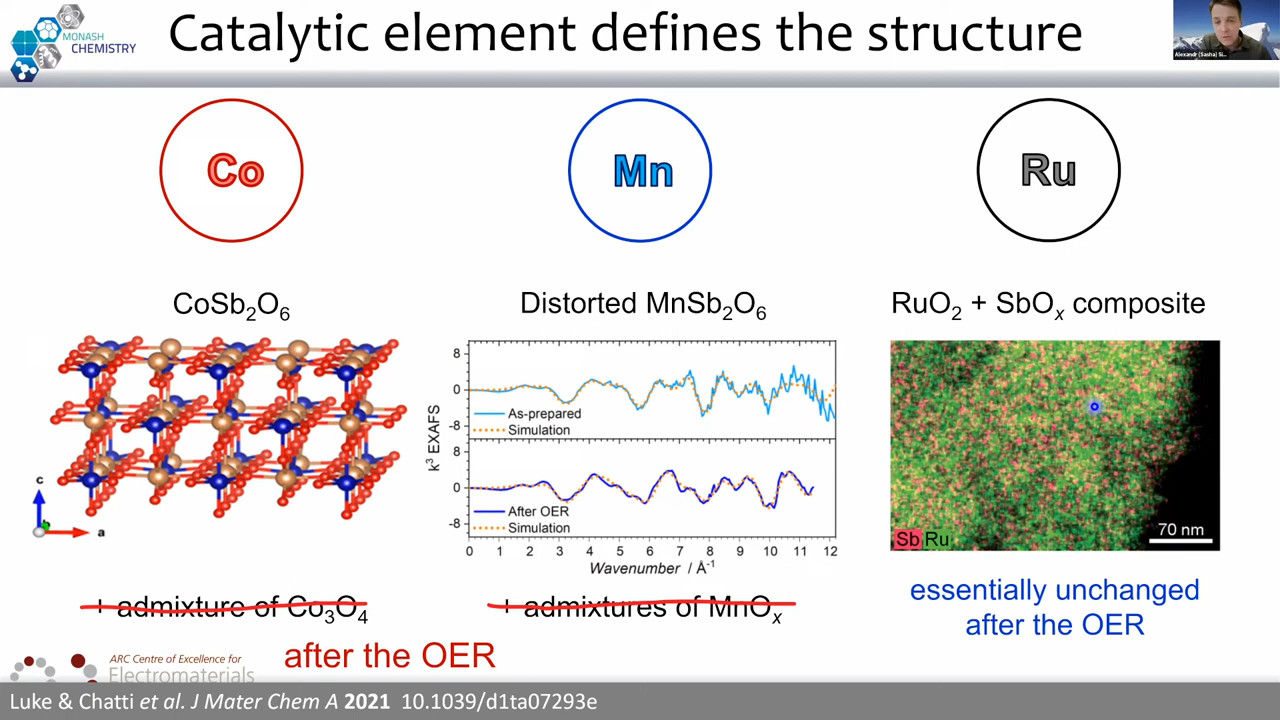 MONASH
CHEMISTRY
Catalytic element defines the structure
Alexandr (Sasha) Si...
Co
Mn
Ru
CoSb₂O₆
Distorted MnSb₂O₆
RuO₂ + SbOₓ composite
c
b
a
k³ EXAFS
8
0
-8
As-prepared
Simulation
8
0
-8
After OER
Simulation
0 1 2 3 4 5 6 7 8 9 10 11 12
Wavenumber / Å⁻¹
Sb Ru
70 nm
+ admixture of Co₃O₄
+ admixtures of MnOₓ
essentially unchanged
after the OER
after the OER
ARC Centre of Excellence for
Electromaterials
Luke & Chatti et al. J Mater Chem A 2021 10.1039/d1ta07293e